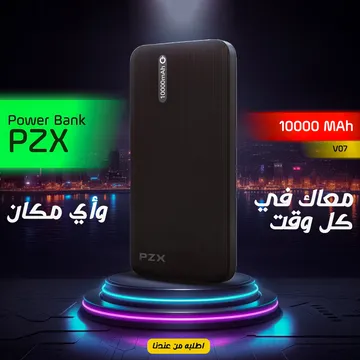 Power Bank
PZX
10000mAh
10000 MAh
V07
معاك في
كل وقت
وأي مكان
PZX
اطلبه من عندنا